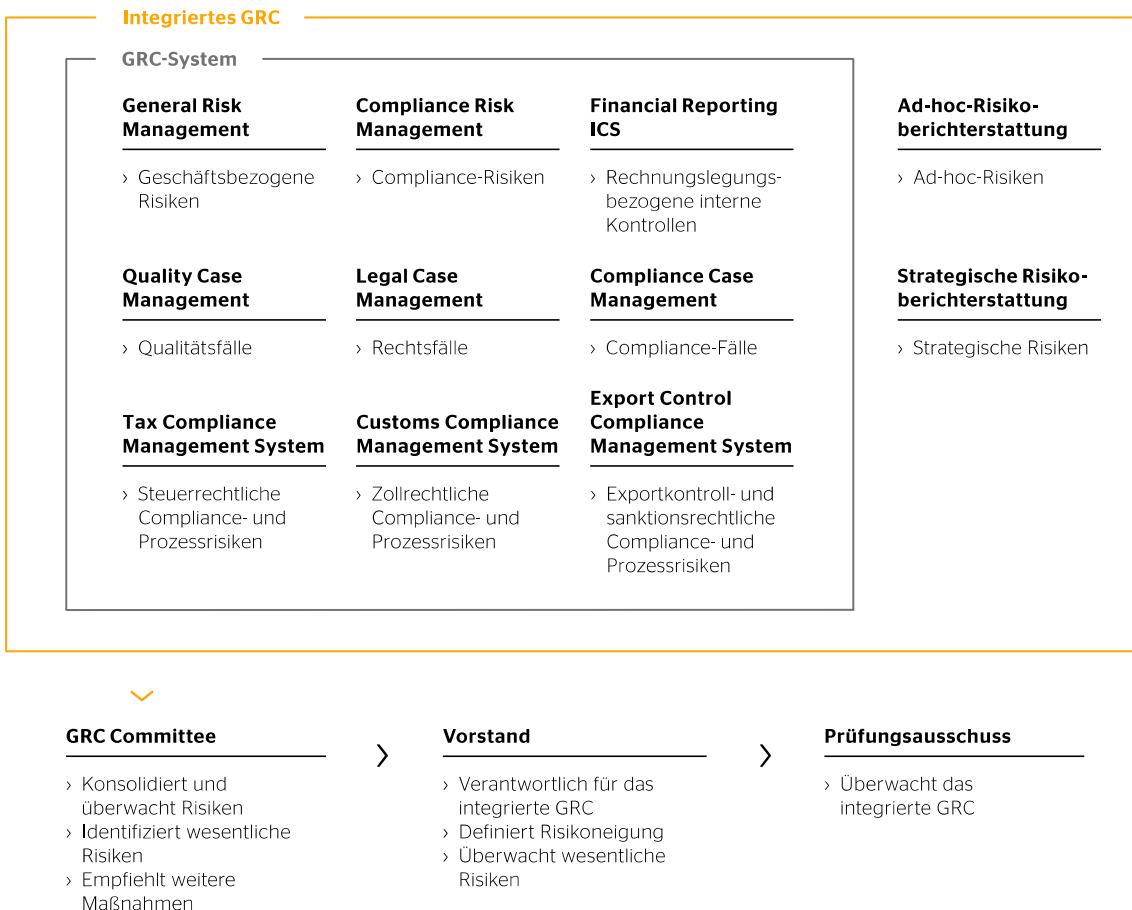 Integriertes GRC
GRC-System
General Risk
Management
› Geschäftsbezogene
Risiken
Compliance Risk
Management
› Compliance-Risiken
Financial Reporting
ICS
› Rechnungslegungs-
bezogene interne
Kontrollen
Ad-hoc-Risiko-
berichterstattung
› Ad-hoc-Risiken
Quality Case
Management
› Qualitätsfälle
Legal Case
Management
› Rechtsfälle
Compliance Case
Management
› Compliance-Fälle
Strategische Risiko-
berichterstattung
› Strategische Risiken
Tax Compliance
Management System
› Steuerrechtliche
Compliance- und
Prozessrisiken
Customs Compliance
Management System
› Zollrechtliche
Compliance- und
Prozessrisiken
Export Control
Compliance
Management System
› Exportkontroll- und
sanktionsrechtliche
Compliance- und
Prozessrisiken
GRC Committee
› Konsolidiert und
überwacht Risiken
› Identifiziert wesentliche
Risiken
› Empfiehlt weitere
Maßnahmen
Vorstand
› Verantwortlich für das
integrierte GRC
› Definiert Risikoneigung
› Überwacht wesentliche
Risiken
Prüfungsausschuss
› Überwacht das
integrierte GRC